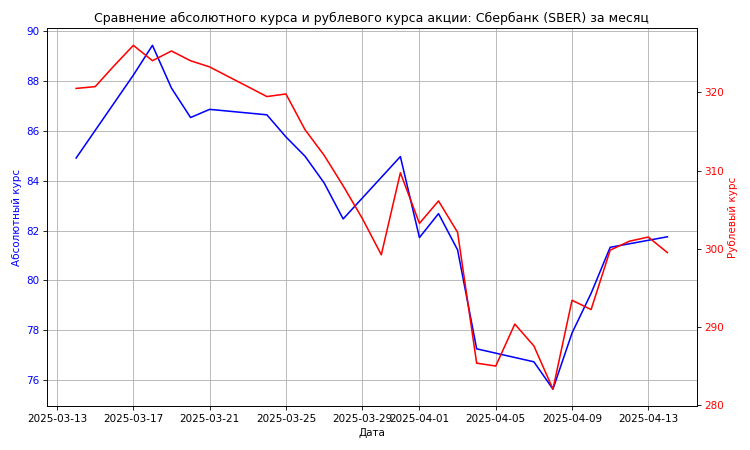 Сравнение абсолютного курса и рублевого курса акции: Сбербанк (SBER) за месяц
90
88
86
84
82
80
78
76
Абсолютный курс
320
310
300
290
280
Рублевый курс
2025-03-13 2025-03-17 2025-03-21 2025-03-25 2025-03-29 2025-04-01 2025-04-05 2025-04-09 2025-04-13
Дата